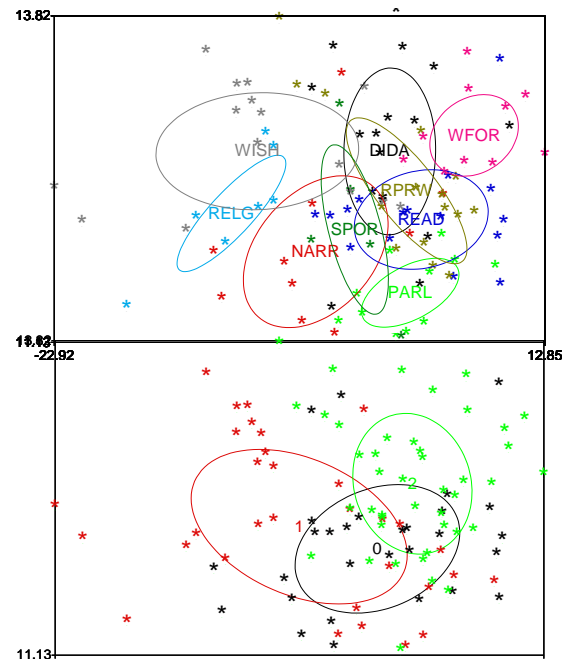 13.82
WFOR
DIDA
WISH
RPRW
RELG
READ
SPOR
NARR
PARL
-22.92
12.85
2
1
0
11.13